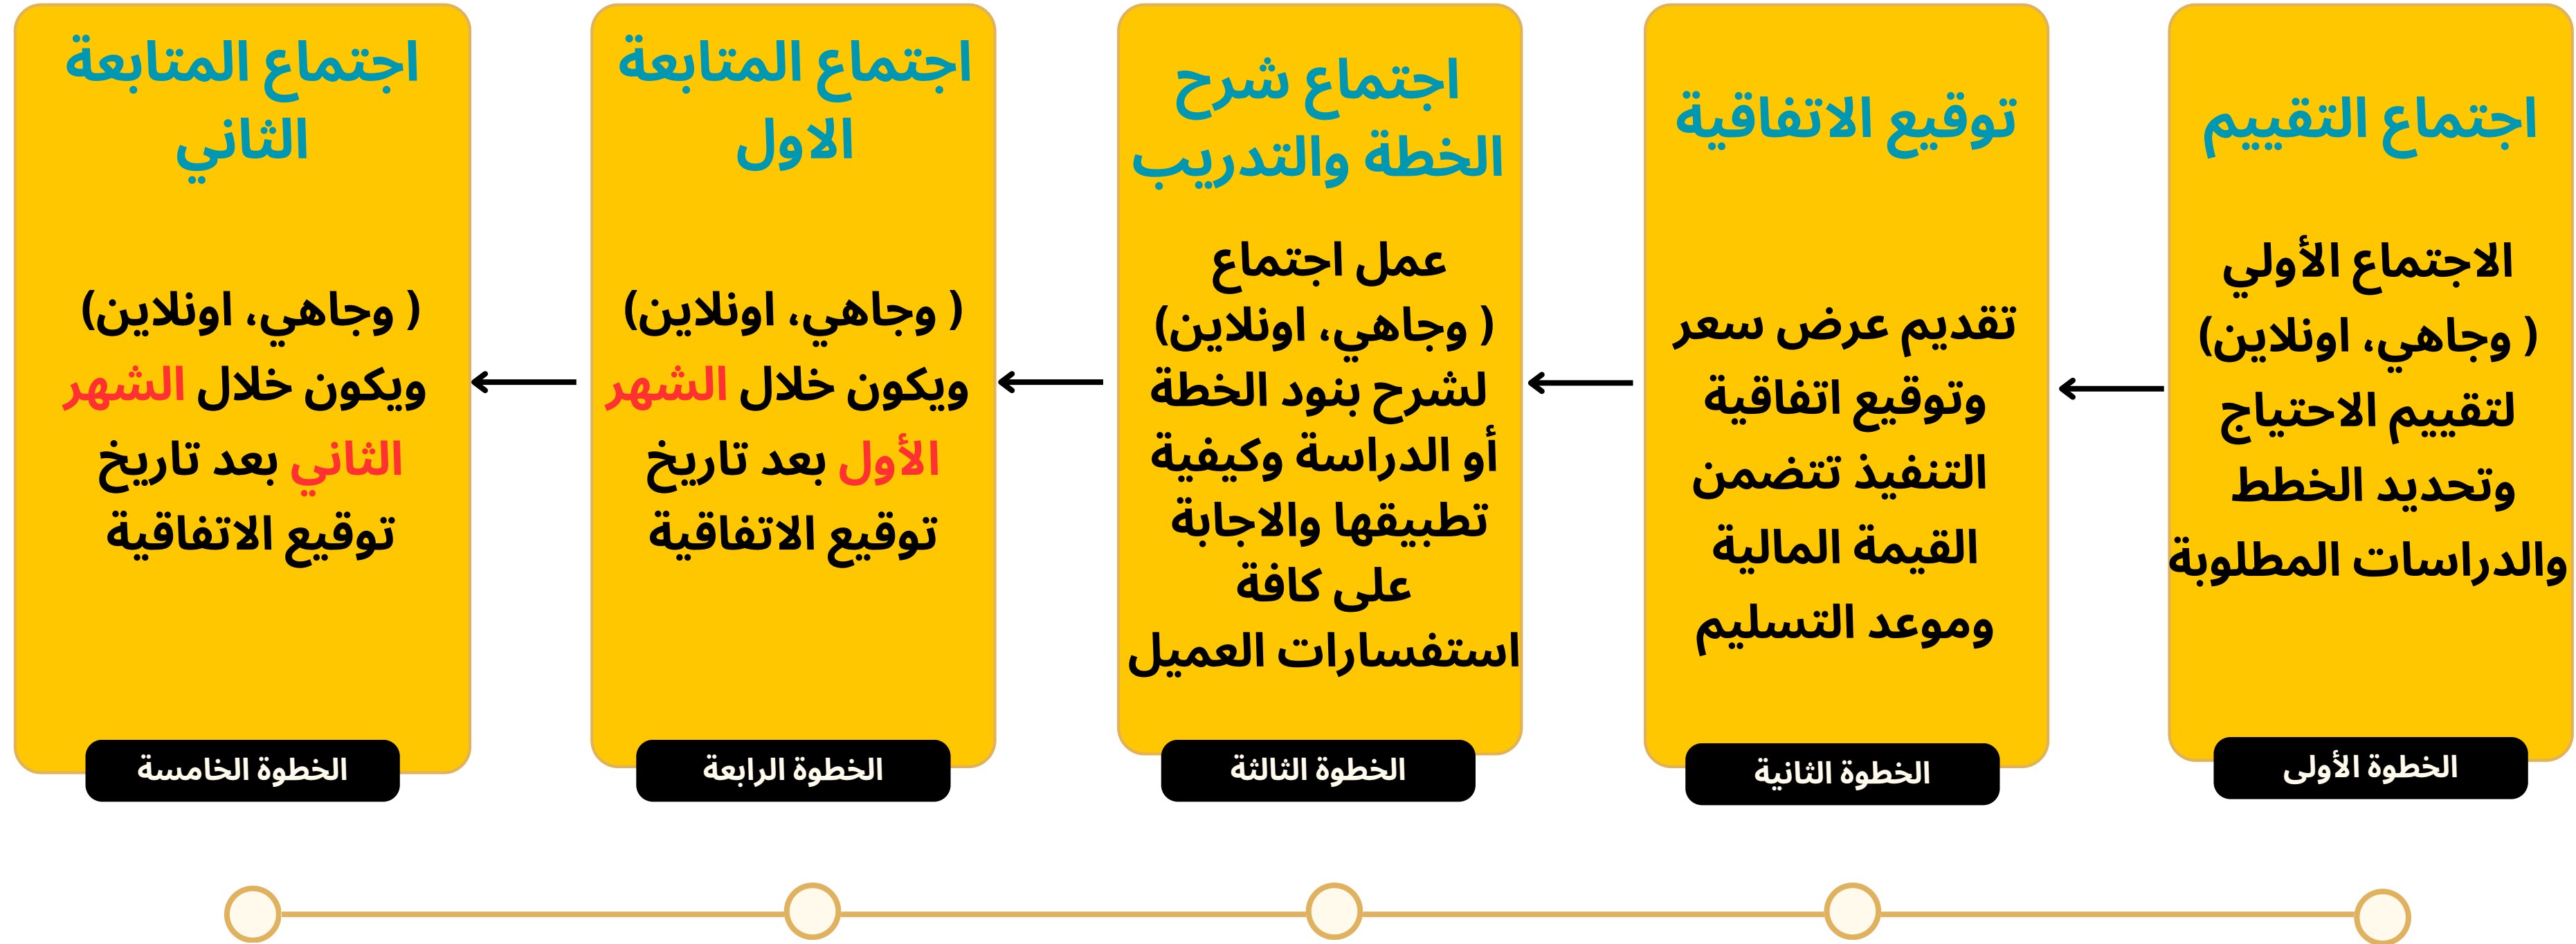 اجتماع التقييم
الاجتماع الأولي
( وجاهي، اونلاين)
لتقييم الاحتياج
وتحديد الخطط
والدراسات المطلوبة
الخطوة الأولى
توقيع الاتفاقية
تقديم عرض سعر
وتوقيع اتفاقية
التنفيذ تتضمن
القيمة المالية
وموعد التسليم
الخطوة الثانية
اجتماع شرح
الخطة والتدريب
عمل اجتماع
( وجاهي، اونلاين)
لشرح بنود الخطة
أو الدراسة وكيفية
تطبيقها والاجابة
على كافة
استفسارات العميل
الخطوة الثالثة
اجتماع المتابعة
الاول
( وجاهي، اونلاين)
ويكون خلال الشهر
الأول بعد تاريخ
توقيع الاتفاقية
الخطوة الرابعة
اجتماع المتابعة
الثاني
( وجاهي، اونلاين)
ويكون خلال الشهر
الثاني بعد تاريخ
توقيع الاتفاقية
الخطوة الخامسة